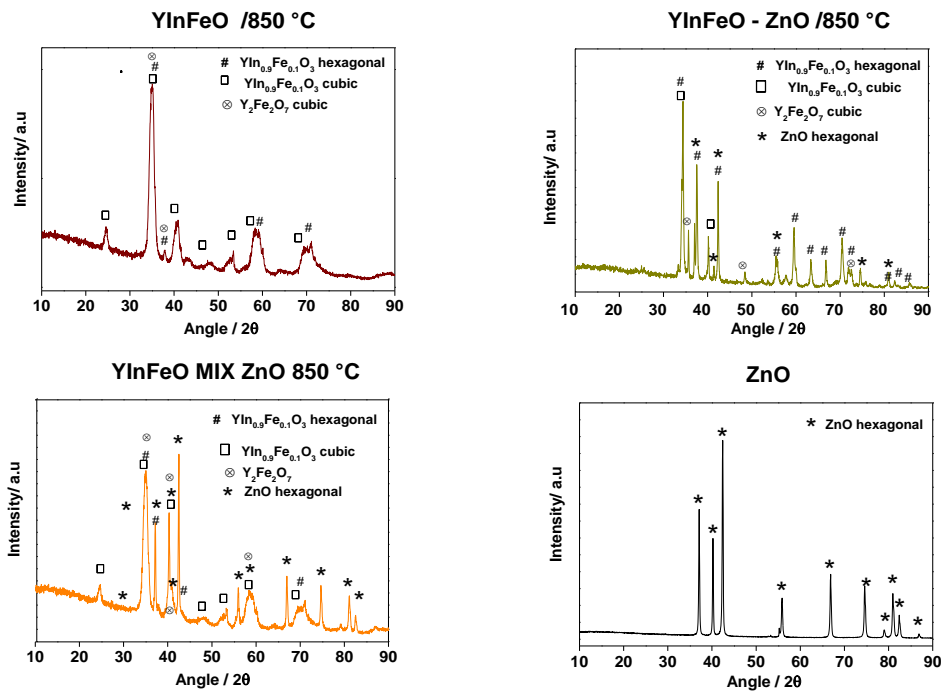 YInFeO /850 °C
# YIn0.9Fe0.1O3 hexagonal
YIn0.9Fe0.1O3 cubic
⊗ Y2Fe2O7 cubic
Intensity/ a.u
10 20 30 40 50 60 70 80 90
Angle / 2θ
YInFeO - ZnO /850 °C
# YIn0.9Fe0.1O3 hexagonal
YIn0.9Fe0.1O3 cubic
⊗ Y2Fe2O7 cubic
* ZnO hexagonal
Intensity/ a.u
10 20 30 40 50 60 70 80 90
Angle / 2θ
YInFeO MIX ZnO 850 °C
# YIn0.9Fe0.1O3 hexagonal
YIn0.9Fe0.1O3 cubic
⊗ Y2Fe2O7
* ZnO hexagonal
Intensity/ a.u
10 20 30 40 50 60 70 80 90
Angle / 2θ
ZnO
* ZnO hexagonal
Intensity/ a.u
10 20 30 40 50 60 70 80 90
Angle / 2θ